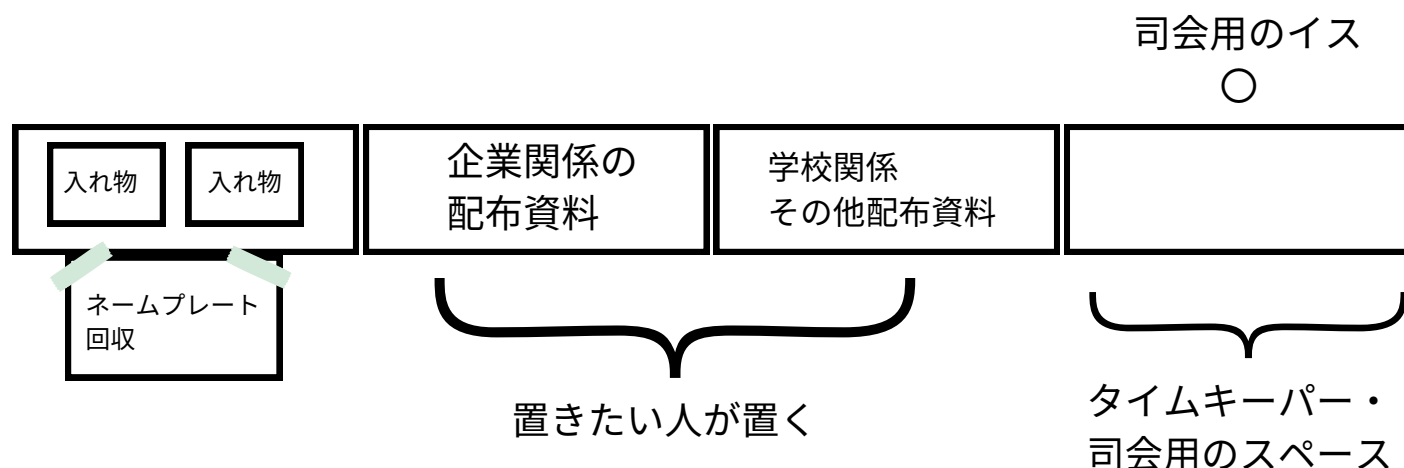 司会用のイス
入れ物
入れ物
企業関係の
配布資料
学校関係
その他配布資料
ネームプレート
回収
置きたい人が置く
タイムキーパー・
司会用のスペース